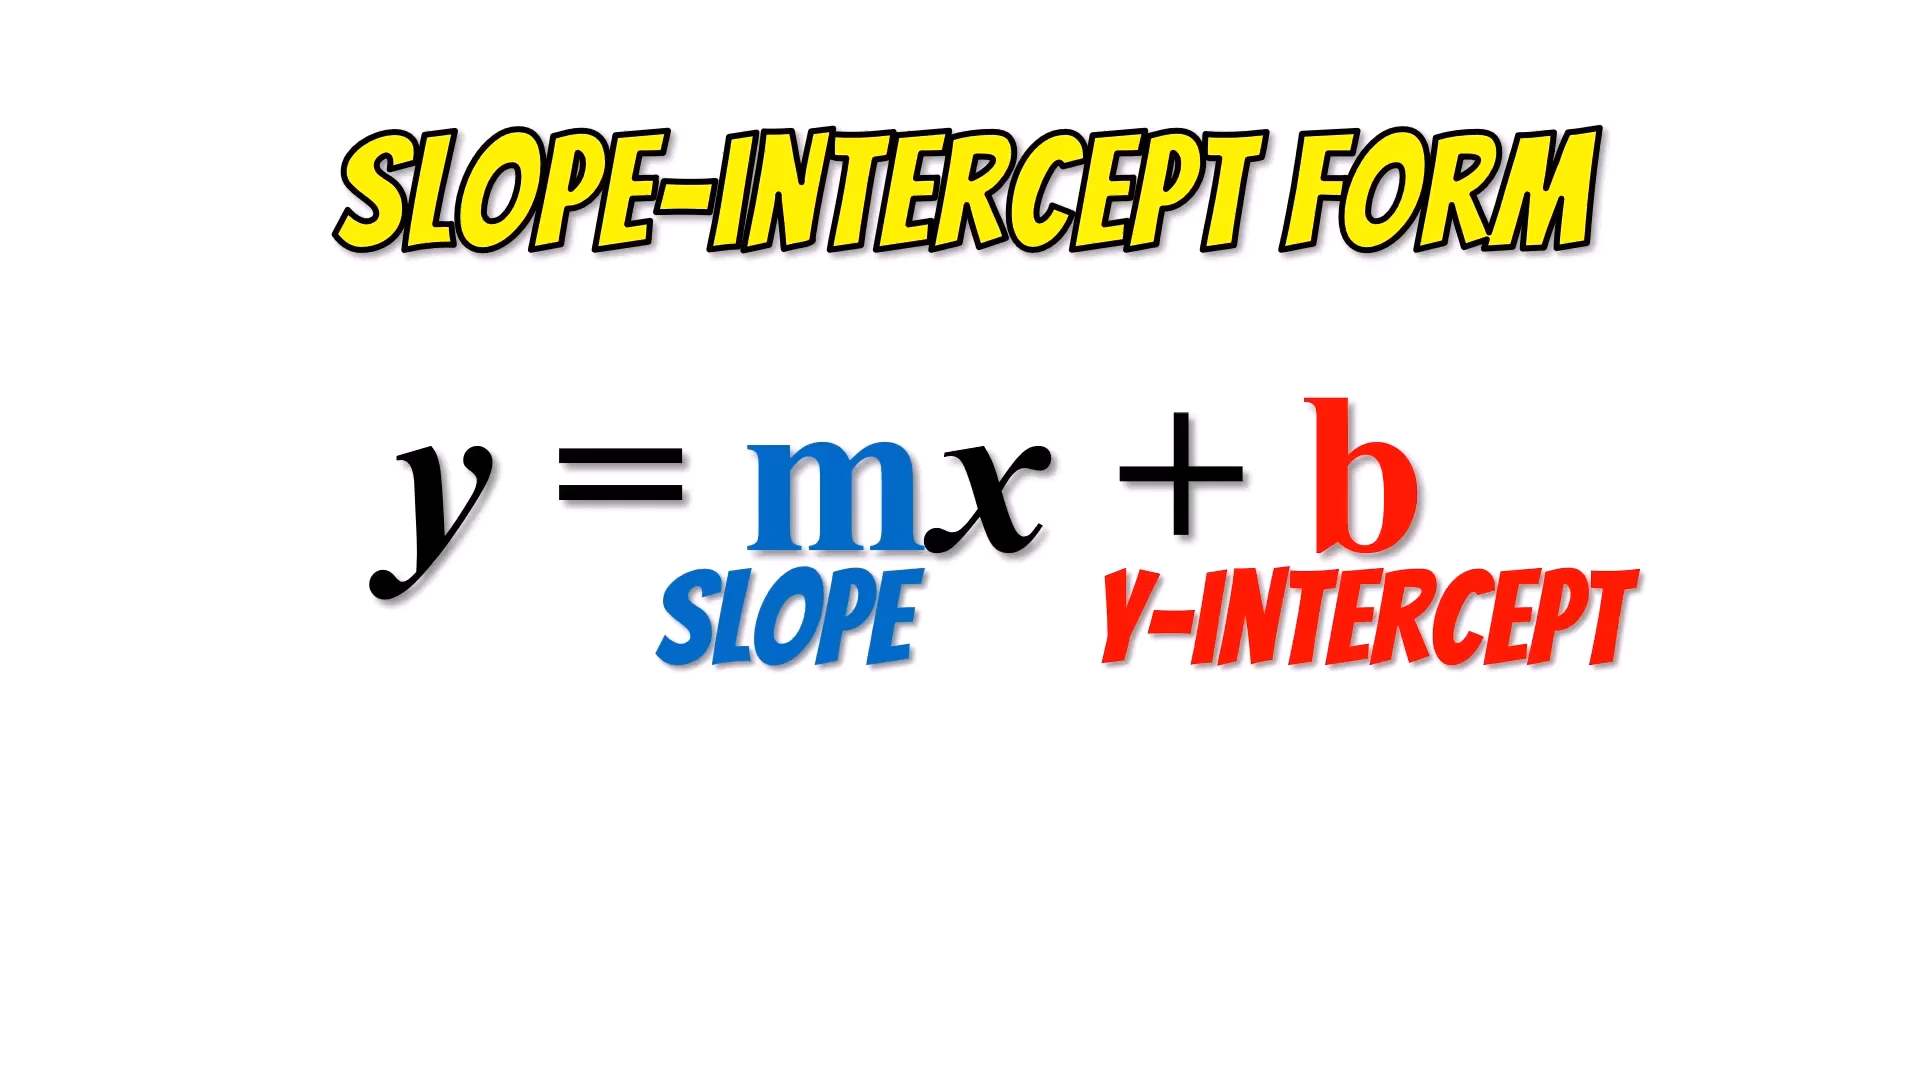 SLOPE-INTERCEPT FORM
y = mx + b
SLOPE Y-INTERCEPT